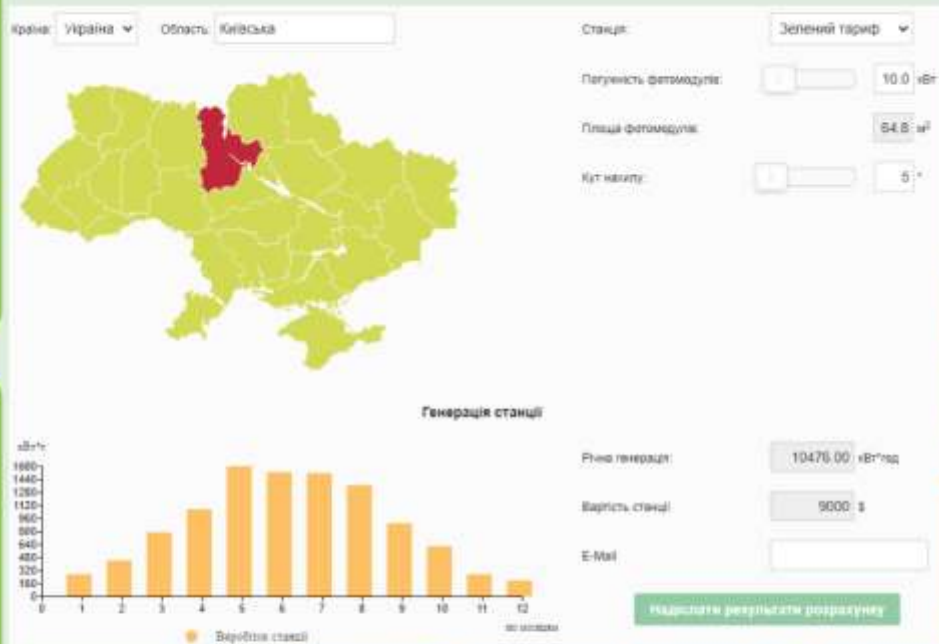 Країна: Україна Область: Київська
Станція: Зелений тариф
Потужність фотомодулів: 10.0 кВт
Площа фотомодулів: 64.8 м²
Кут нахилу: 5 °
Генерація станції
кВт*г
1600
1440
1280
1120
960
800
640
480
320
160
0
0 1 2 3 4 5 6 7 8 9 10 11 12
по місяцям
Виробіток станції
Річна генерація: 10476.00 кВт*год
Вартість станції: 9000 $
E-Mail
Надіслати результати розрахунку